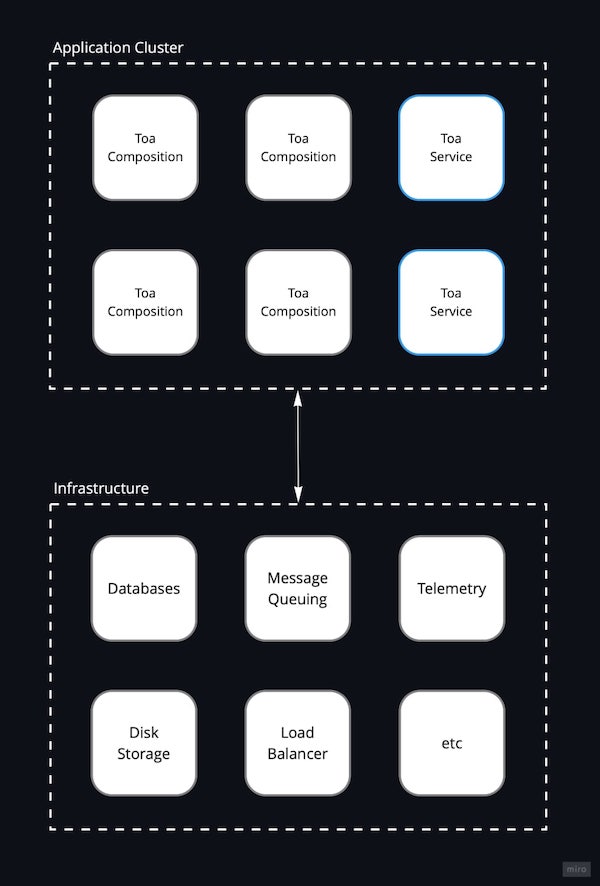 Application Cluster
Toa
Composition
Toa
Composition
Toa
Service
Toa
Composition
Toa
Composition
Toa
Service
Infrastructure
Databases
Message
Queuing
Telemetry
Disk
Storage
Load
Balancer
etc
miro